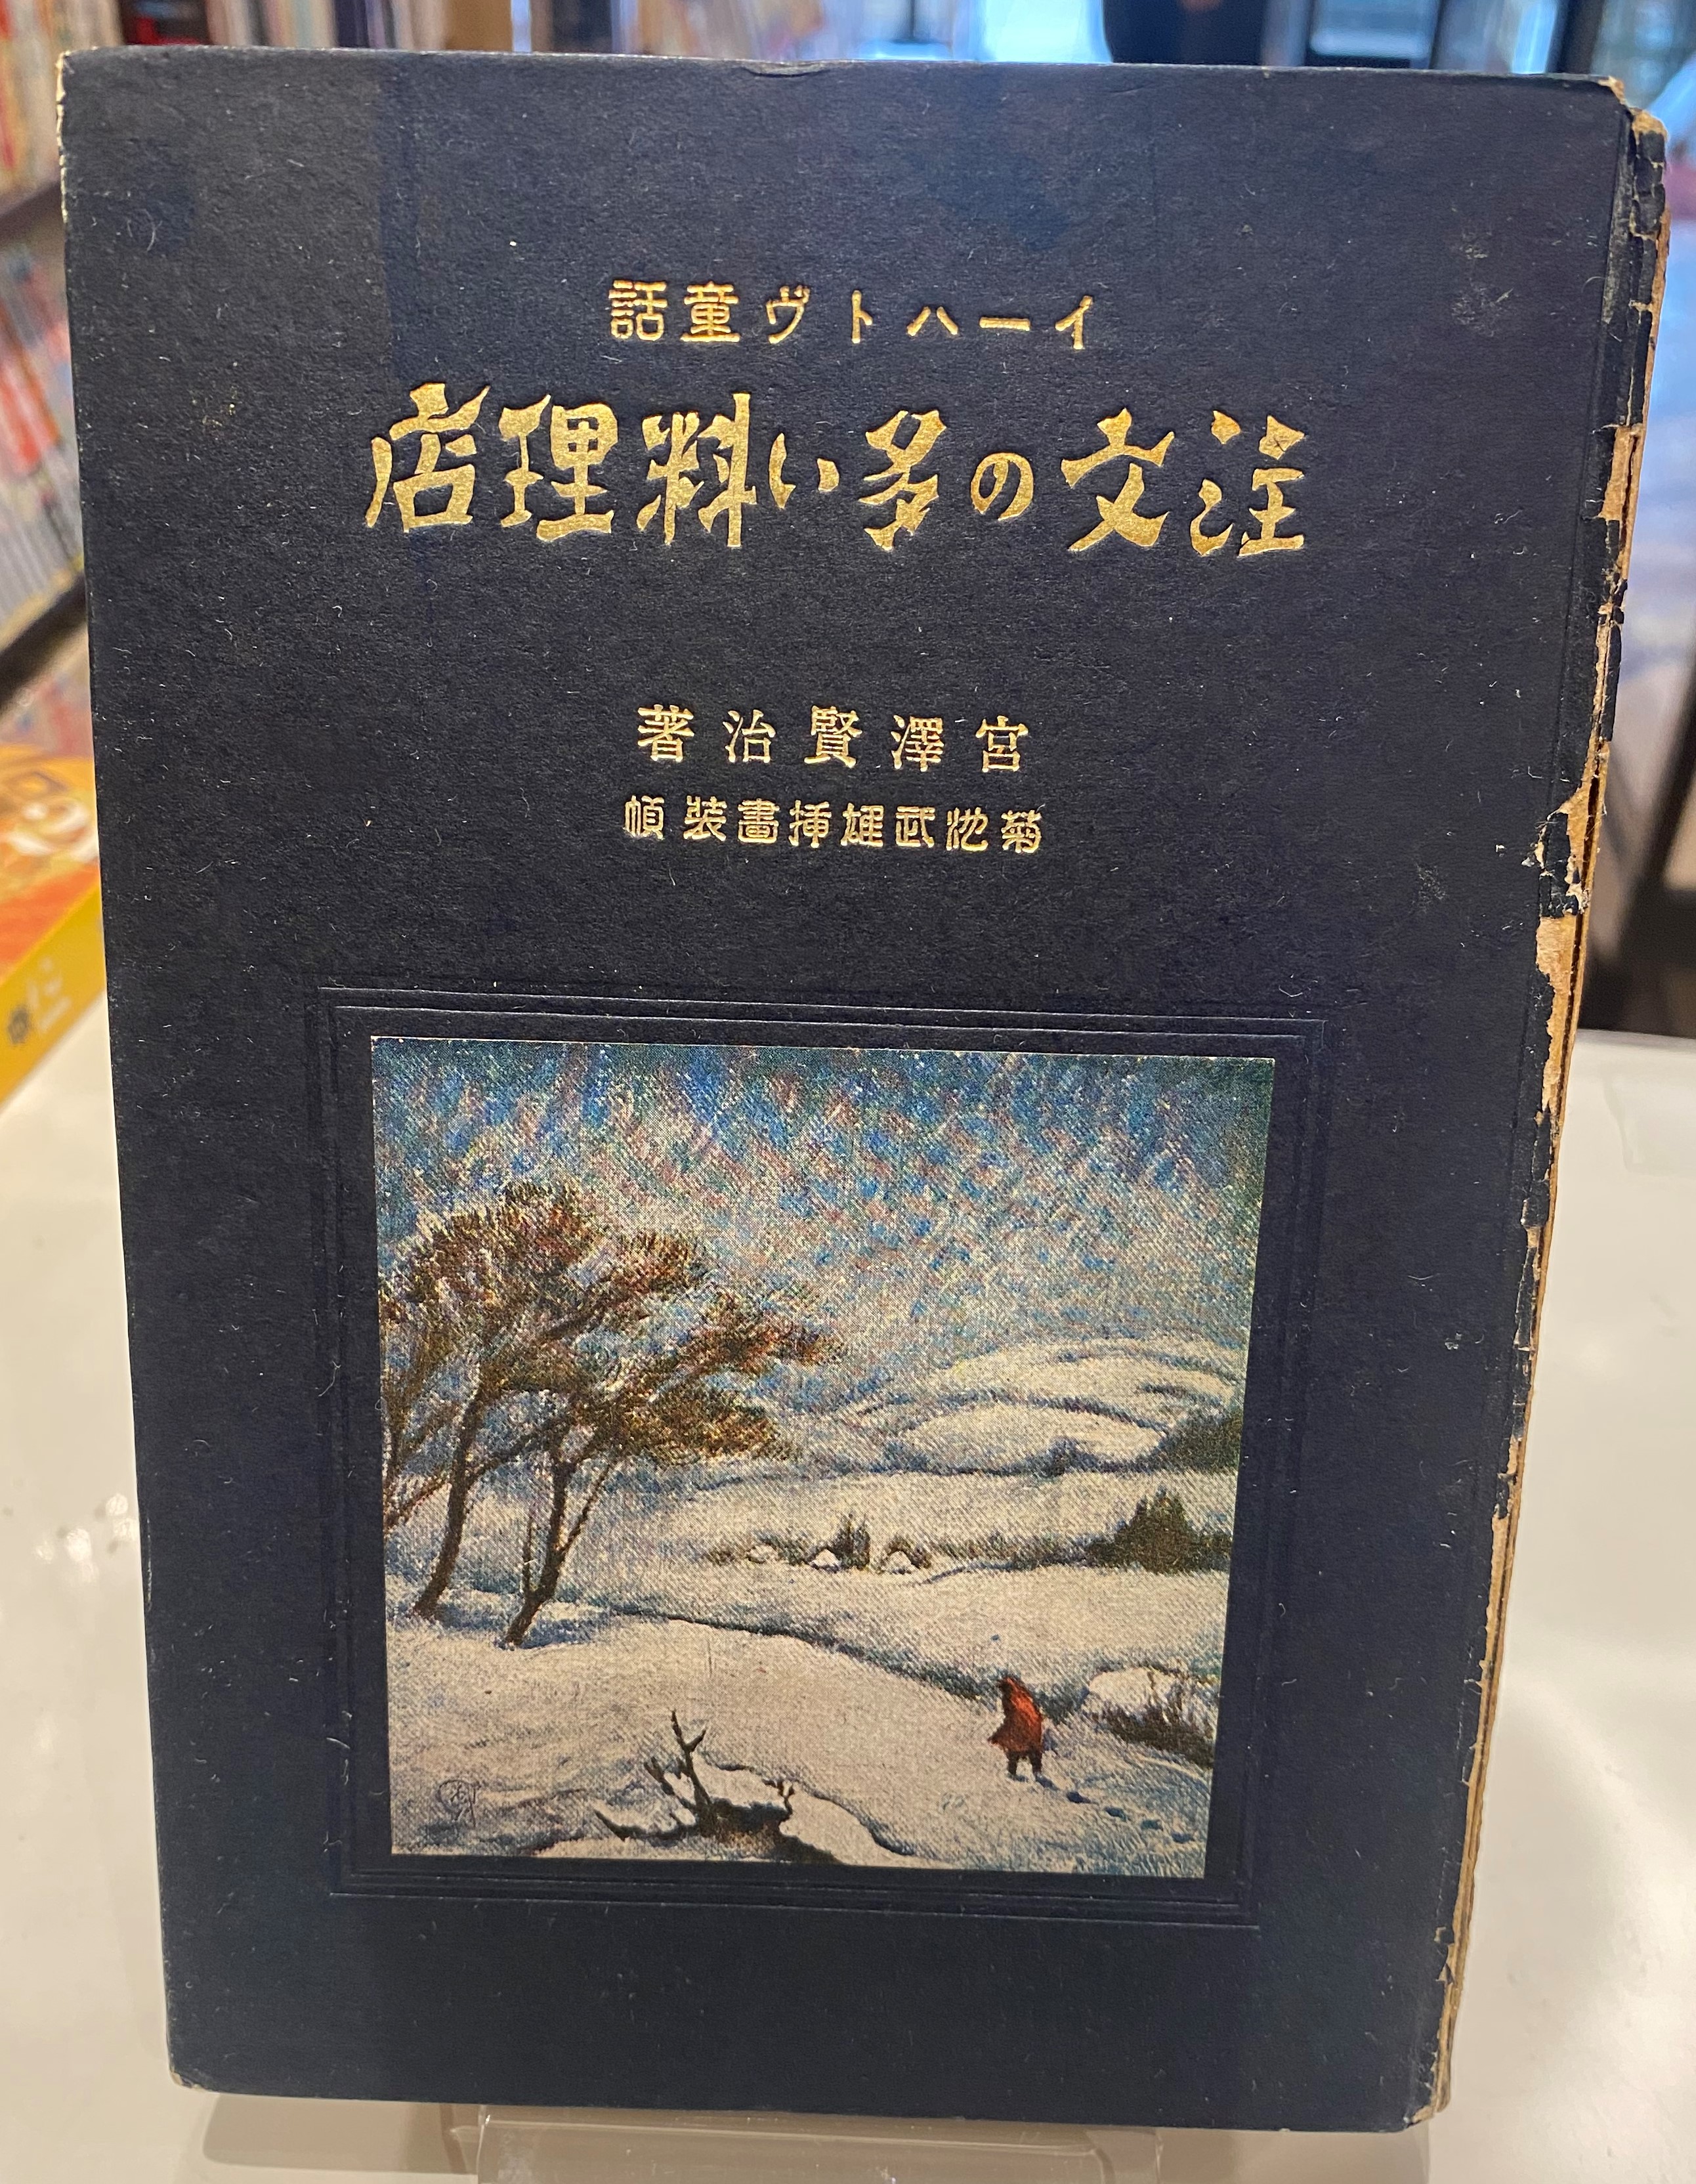 イーハトヴ童話
注文の多い料理店
宮澤賢治著
菊池武雄挿畫裝幀